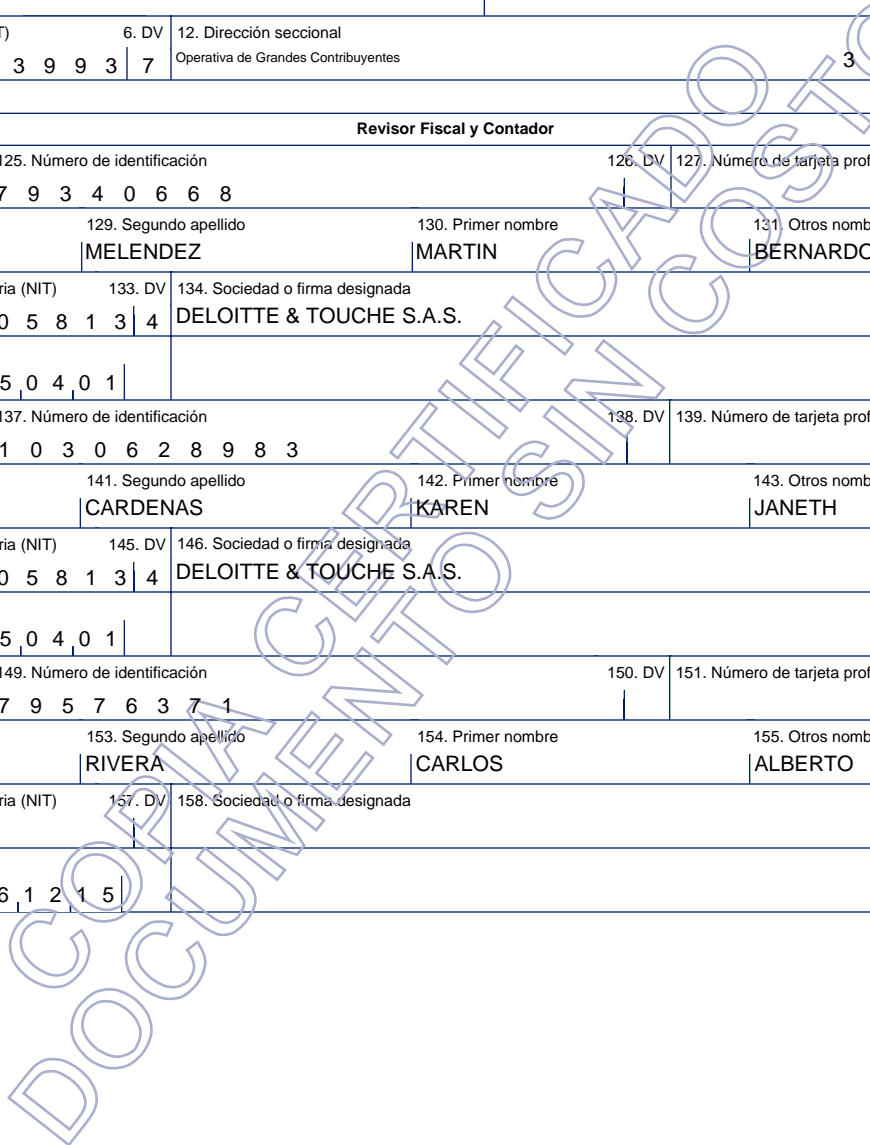 T) 6. DV 12. Dirección seccional
3 9 9 3 7 Operativa de Grandes Contribuyentes 3
Revisor Fiscal y Contador
125. Número de identificación 126. DV 127. Número de tarjeta prof
7 9 3 4 0 6 6 8
129. Segundo apellido 130. Primer nombre 131. Otros nomb
MELENDEZ MARTIN BERNARDO
ria (NIT) 133. DV 134. Sociedad o firma designada
0 5 8 1 3 4 DELOITTE & TOUCHE S.A.S.
5 0 4 0 1
137. Número de identificación 138. DV 139. Número de tarjeta prof
1 0 3 0 6 2 8 9 8 3
141. Segundo apellido 142. Primer nombre 143. Otros nomb
CARDENAS KAREN JANETH
ria (NIT) 145. DV 146. Sociedad o firma designada
0 5 8 1 3 4 DELOITTE & TOUCHE S.A.S.
5 0 4 0 1
149. Número de identificación 150. DV 151. Número de tarjeta prof
7 9 5 7 6 3 7 1
153. Segundo apellido 154. Primer nombre 155. Otros nomb
RIVERA CARLOS ALBERTO
ria (NIT) 157. DV 158. Sociedad o firma designada
6 1 2 1 5
COPIA CERTIFICADO
DOCUMENTO SIN COSTO